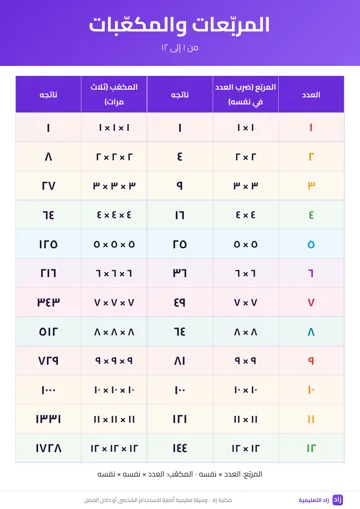 المربّعات والمكعّبات
من ١ إلى ١٢
العدد المربّع (ضرب العدد في نفسه) ناتجه المكعّب (ثلاث مرات) ناتجه
١ ١ × ١ ١ ١ × ١ × ١ ١
٢ ٢ × ٢ ٤ ٢ × ٢ × ٢ ٨
٣ ٣ × ٣ ٩ ٣ × ٣ × ٣ ٢٧
٤ ٤ × ٤ ١٦ ٤ × ٤ × ٤ ٦٤
٥ ٥ × ٥ ٢٥ ٥ × ٥ × ٥ ١٢٥
٦ ٦ × ٦ ٣٦ ٦ × ٦ × ٦ ٢١٦
٧ ٧ × ٧ ٤٩ ٧ × ٧ × ٧ ٣٤٣
٨ ٨ × ٨ ٦٤ ٨ × ٨ × ٨ ٥١٢
٩ ٩ × ٩ ٨١ ٩ × ٩ × ٩ ٧٢٩
١٠ ١٠ × ١٠ ١٠٠ ١٠ × ١٠ × ١٠ ١٠٠٠
١١ ١١ × ١١ ١٢١ ١١ × ١١ × ١١ ١٣٣١
١٢ ١٢ × ١٢ ١٤٤ ١٢ × ١٢ × ١٢ ١٧٢٨
المربّع: العدد × نفسه · المكعّب: العدد × نفسه × نفسه
زاد زاد التعليمية مكتبة زاد · وسيلة تعليمية أصلية للاستخدام الشخصي أو داخل الفصل